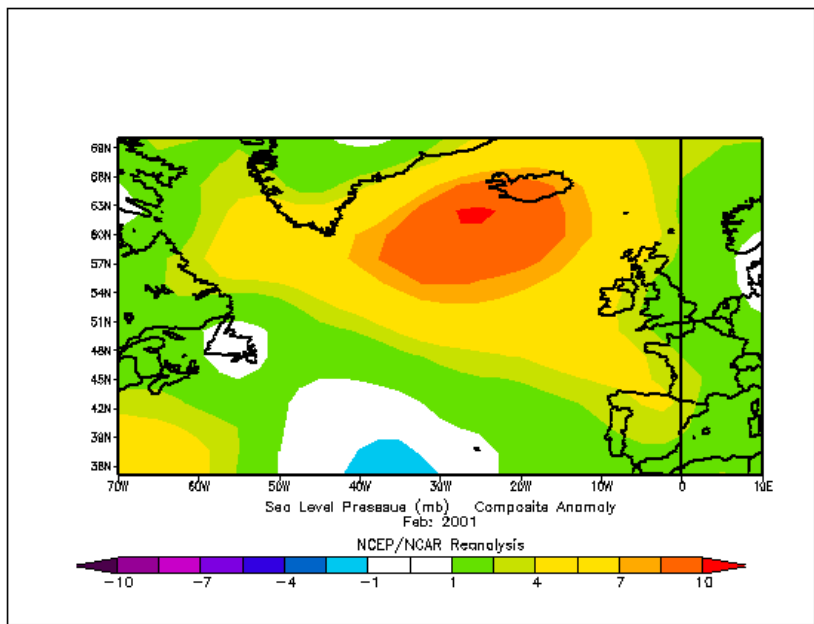 69N
66N
63N
60N
57N
54N
51N
48N
45N
42N
39N
36N
70W 60W 50W 40W 30W 20W 10W 0 10E
Sea Level Pressue (mb) Composite Anomaly
Feb: 2001
NCEP/NCAR Reanalysis
-10 -7 -4 -1 1 4 7 10